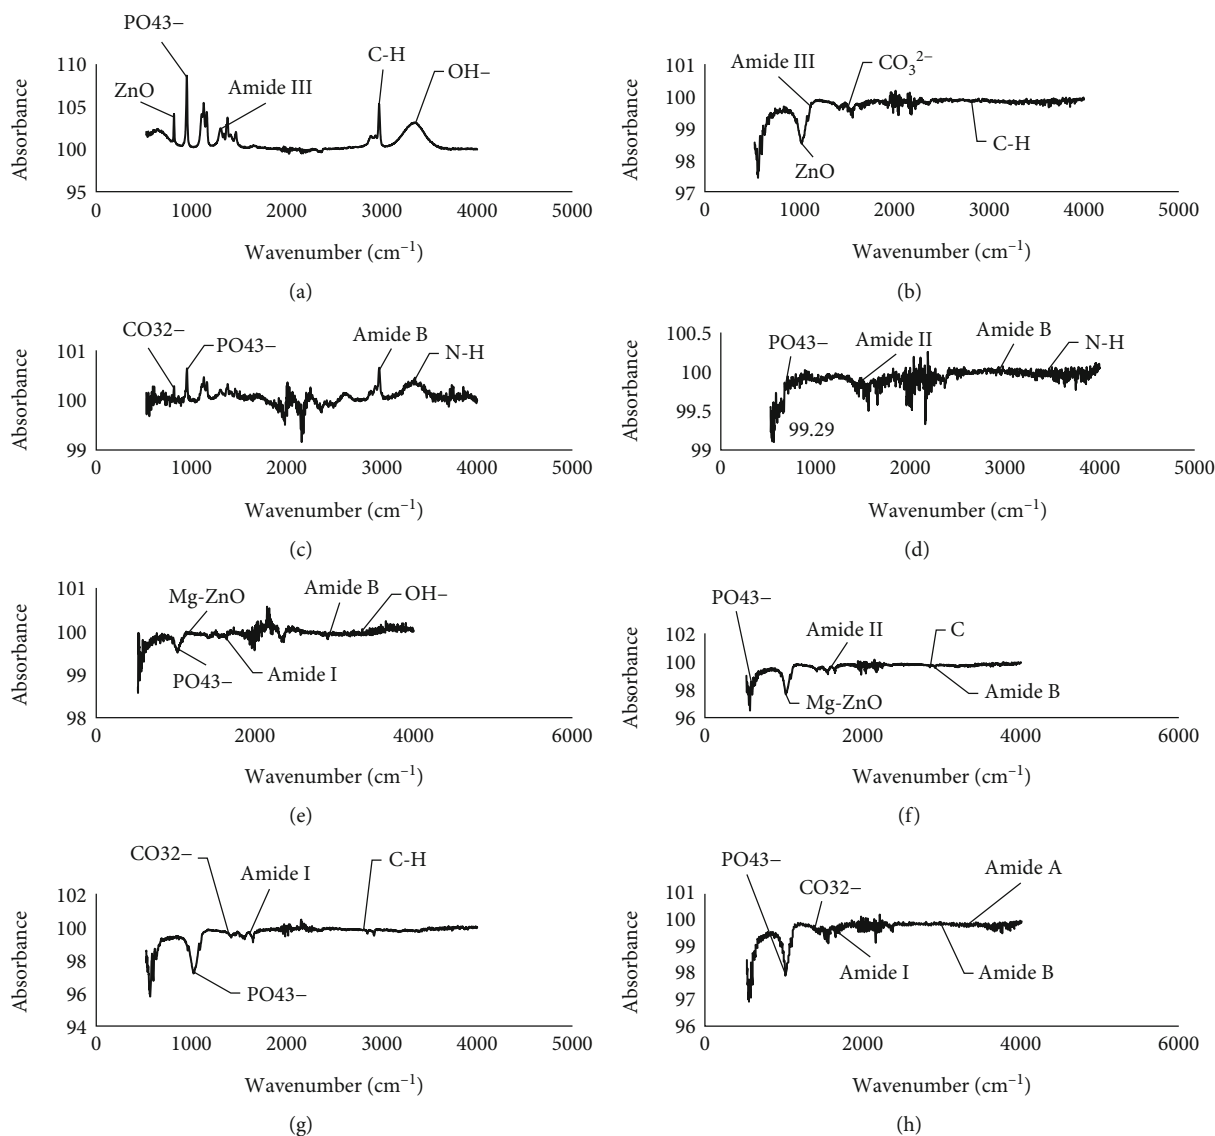 PO43−
C-H
OH−
ZnO
Amide III
Absorbance
110
105
100
95
0 1000 2000 3000 4000 5000
Wavenumber (cm−1)
(a)
Amide III
CO₃²⁻
C-H
ZnO
Absorbance
101
100
99
98
97
0 1000 2000 3000 4000 5000
Wavenumber (cm−1)
(b)
CO32−
PO43−
Amide B
N-H
Absorbance
101
100
99
0 1000 2000 3000 4000 5000
Wavenumber (cm−1)
(c)
PO43−
Amide II
Amide B
N-H
99.29
Absorbance
100.5
100
99.5
99
0 1000 2000 3000 4000 5000
Wavenumber (cm−1)
(d)
Mg-ZnO
Amide B
OH−
PO43−
Amide I
Absorbance
101
100
99
98
0 2000 4000 6000
Wavenumber (cm−1)
(e)
PO43−
Amide II
C
Mg-ZnO
Amide B
Absorbance
102
100
98
96
0 2000 4000 6000
Wavenumber (cm−1)
(f)
CO32−
Amide I
C-H
PO43−
Absorbance
102
100
98
96
94
0 1000 2000 3000 4000 5000
Wavenumber (cm−1)
(g)
PO43−
CO32−
Amide A
Amide I
Amide B
Absorbance
101
100
99
98
97
96
0 2000 4000 6000
Wavenumber (cm−1)
(h)